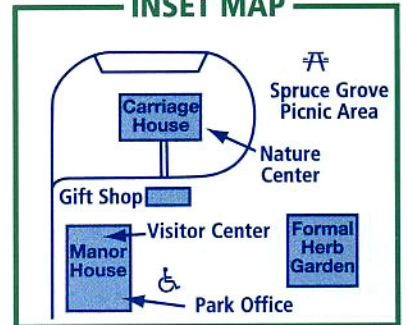 INSET MAP
Spruce Grove
Picnic Area
Carriage
House
Nature
Center
Gift Shop
Visitor Center
Manor
House
Formal
Herb
Garden
Park Office